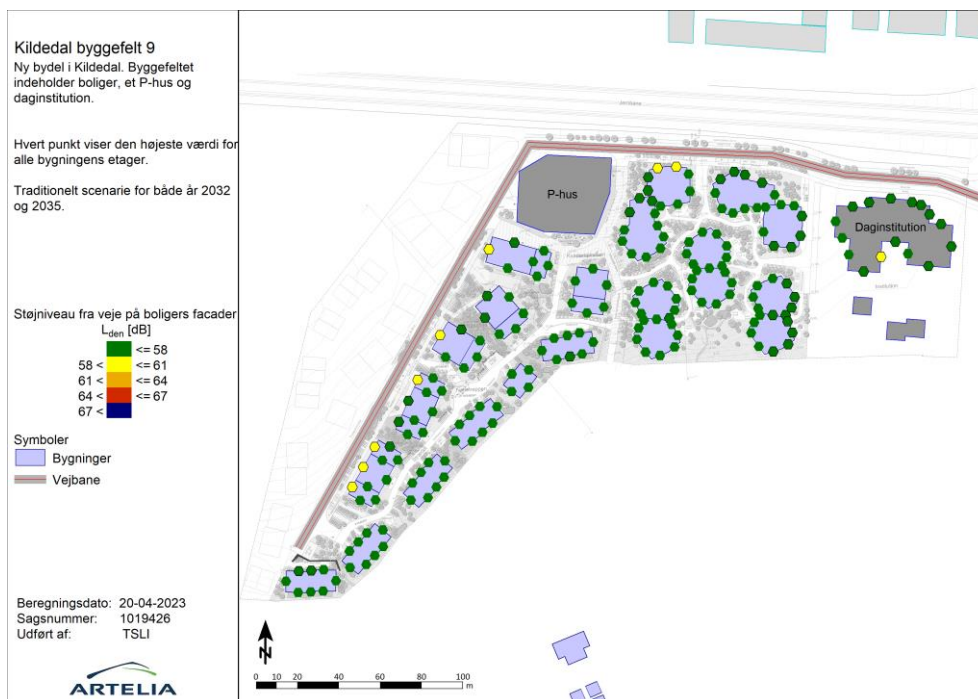 Kildedal byggefelt 9
Ny bydel i Kildedal. Byggefeltet
indeholder boliger, et P-hus og
daginstitution.
Hvert punkt viser den højeste værdi for
alle bygningens etager.
Traditionelt scenarie for både år 2032
og 2035.
Støjniveau fra veje på boligers facader
Lden [dB]
<= 58
58 < <= 61
61 < <= 64
64 < <= 67
67 <
Symboler
Bygninger
Vejbane
Beregningsdato: 20-04-2023
Sagsnummer: 1019426
Udført af: TSLI
ARTELIA
P-hus
Daginstitution
N
0 10 20 40 60 80 100
m